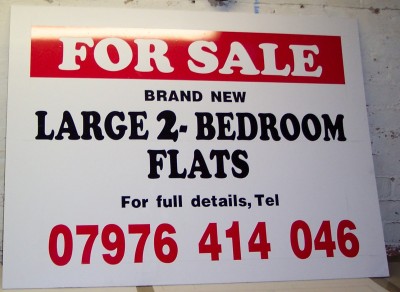 FOR SALE
BRAND NEW
LARGE 2- BEDROOM
FLATS
For full details, Tel
07976 414 046